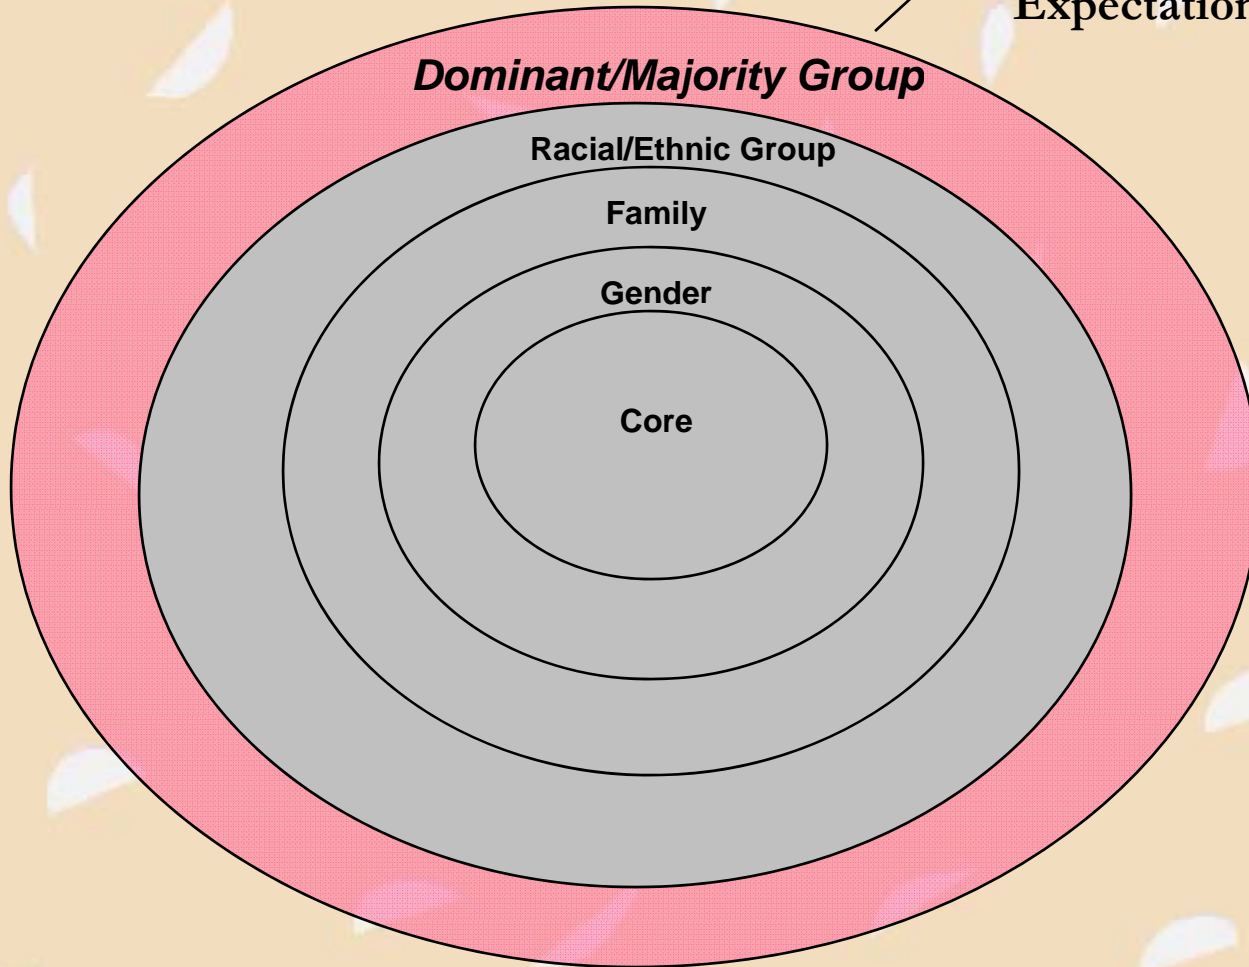 Expectation
Dominant/Majority Group
Racial/Ethnic Group
Family
Gender
Core